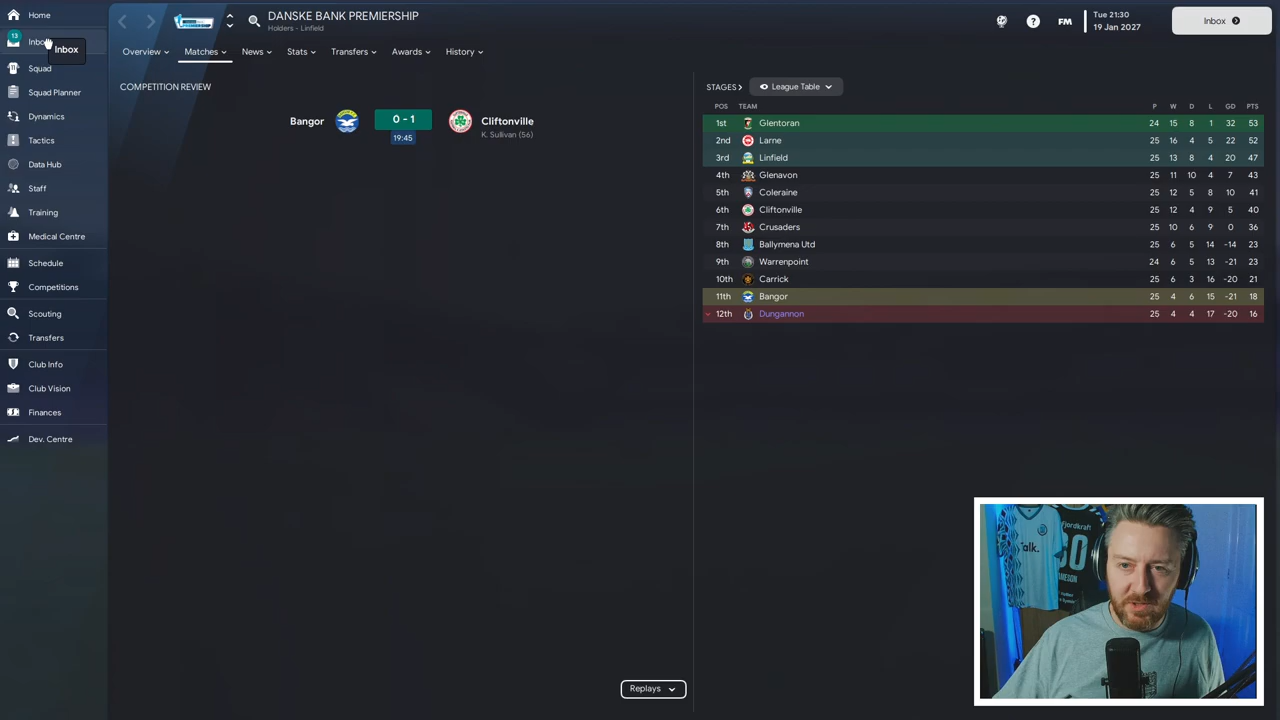 Home
DANSKE BANK PREMIERSHIP
Holders - Linfield
FM
Tue 21:30
19 Jan 2027
Inbox
13
Inbox
Overview
Matches
News
Stats
Transfers
Awards
History
Squad
Squad Planner
Dynamics
Tactics
Data Hub
Staff
Training
Medical Centre
Schedule
Competitions
Scouting
Transfers
Club Info
Club Vision
Finances
Dev. Centre
COMPETITION REVIEW
Bangor 0 - 1 Cliftonville
19:45 K. Sullivan (56)
Replays
STAGES League Table
POS TEAM P W D L GD PTS
1st Glentoran 24 15 8 1 32 53
2nd Larne 25 16 4 5 22 52
3rd Linfield 25 13 8 4 20 47
4th Glenavon 25 11 10 4 7 43
5th Coleraine 25 12 5 8 10 41
6th Cliftonville 25 12 4 9 5 40
7th Crusaders 25 10 6 9 0 36
8th Ballymena Utd 25 6 5 14 -14 23
9th Warrenpoint 24 6 5 13 -21 23
10th Carrick 25 6 3 16 -20 21
11th Bangor 25 4 6 15 -21 18
12th Dungannon 25 4 4 17 -20 16
Talk.
fjordkraft